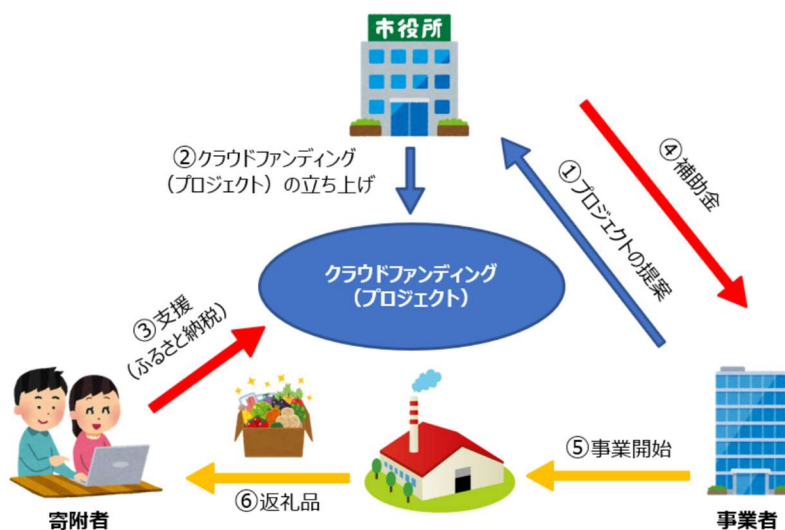 市役所
②クラウドファンディング
（プロジェクト）の立ち上げ
①プロジェクトの提案
④補助金
クラウドファンディング
（プロジェクト）
③支援
（ふるさと納税）
⑤事業開始
⑥返礼品
寄附者
事業者